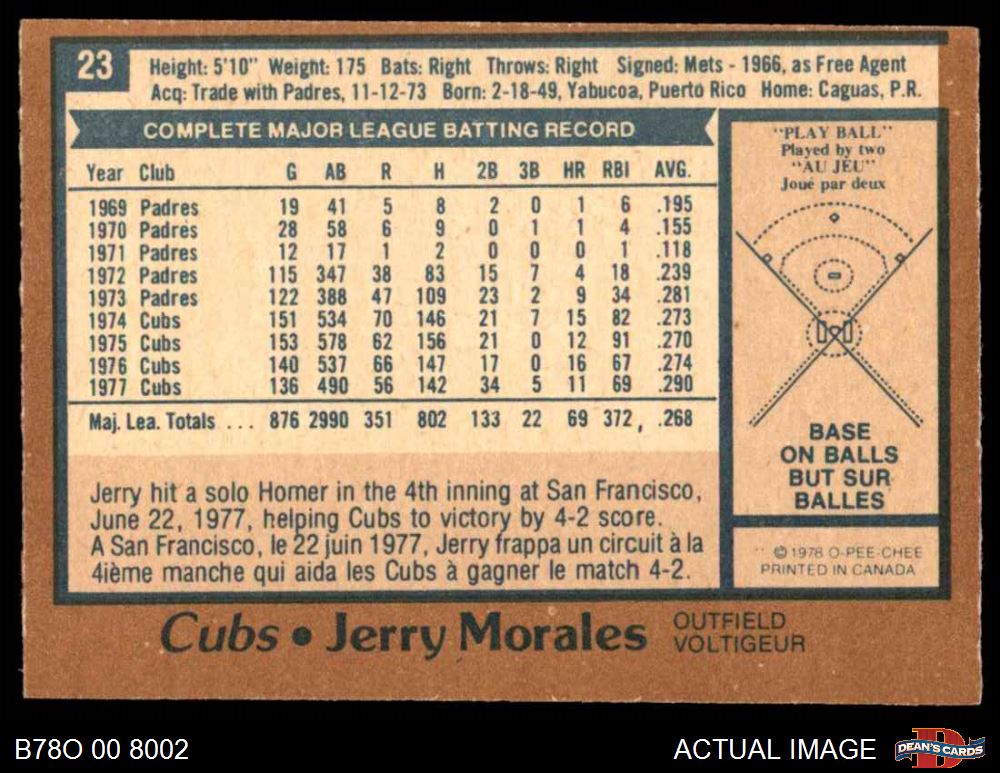 23
Height: 5'10" Weight: 175 Bats: Right Throws: Right Signed: Mets - 1966, as Free Agent
Acq: Trade with Padres, 11-12-73 Born: 2-18-49, Yabucoa, Puerto Rico Home: Caguas, P.R.
COMPLETE MAJOR LEAGUE BATTING RECORD
Year Club G AB R H 2B 3B HR RBI AVG.
1969 Padres 19 41 5 8 2 0 1 6 .195
1970 Padres 28 58 6 9 0 1 1 4 .155
1971 Padres 12 17 1 2 0 0 0 1 .118
1972 Padres 115 347 38 83 15 7 4 18 .239
1973 Padres 122 388 47 109 23 2 9 34 .281
1974 Cubs 151 534 70 146 21 7 15 82 .273
1975 Cubs 153 578 62 156 21 0 12 91 .270
1976 Cubs 140 537 66 147 17 0 16 67 .274
1977 Cubs 136 490 56 142 34 5 11 69 .290
Maj. Lea. Totals ... 876 2990 351 802 133 22 69 372, .268
Jerry hit a solo Homer in the 4th inning at San Francisco,
June 22, 1977, helping Cubs to victory by 4-2 score.
A San Francisco, le 22 juin 1977, Jerry frappa un circuit à la
4ième manche qui aida les Cubs à gagner le match 4-2.
"PLAY BALL"
Played by two
"AU JEU"
Joué par deux
BASE
ON BALLS
BUT SUR
BALLES
© 1978 O-PEE-CHEE
PRINTED IN CANADA
Cubs • Jerry Morales
OUTFIELD
VOLTIGEUR
B78O 00 8002
ACTUAL IMAGE
D
DEAN'S CARDS